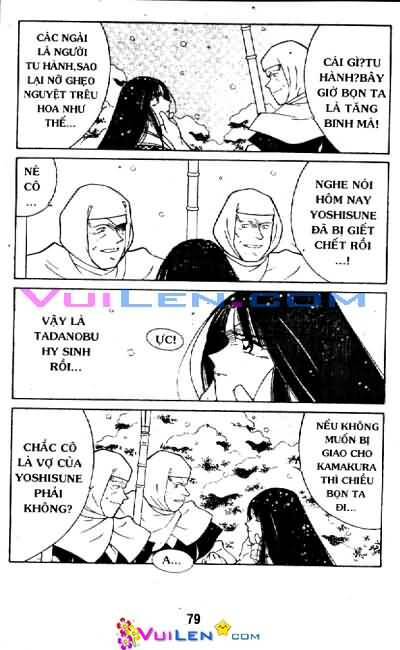 CÁC NGÀI
LÀ NGƯỜI
TU HÀNH,SAO
LẠI NỠ GHẸO
NGUYỆT TRÊU
HOA NHƯ
THẾ...
CÁI GÌ?TU
HÀNH?BÂY
GIỜ BỌN TA
LÀ TĂNG
BINH MÀ!
NÈ
CÔ
...
NGHE NÓI
HÔM NAY
YOSHISUNE
ĐÃ BỊ GIẾT
CHẾT RỒI
...!
VuiLen.com
VẬY LÀ
TADANOBU
HY SINH
RỒI...
ỰC!
CHẮC CÔ
LÀ VỢ CỦA
YOSHISUNE
PHẢI
KHÔNG?
NẾU KHÔNG
MUỐN BỊ
GIAO CHO
KAMAKURA
THÌ CHIỀU
BỌN TA
ĐI...
A...
79
VuiLen.com